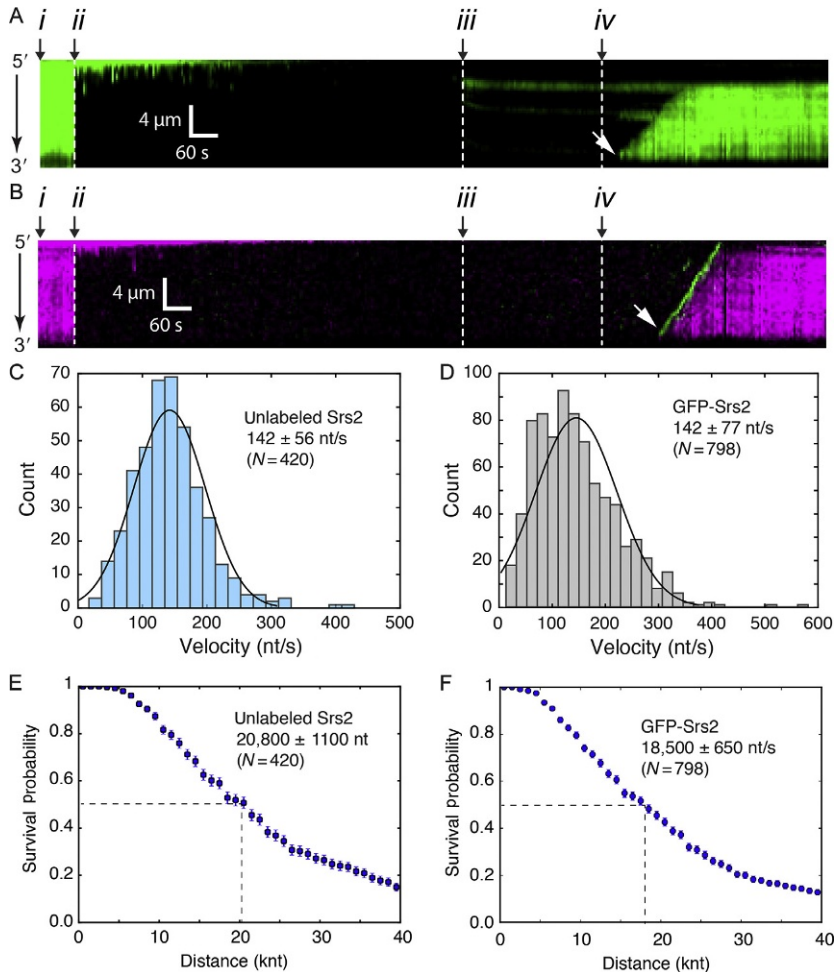 A i ii iii iv
5'
3'
4 μm
60 s
B i ii iii iv
5'
3'
4 μm
60 s
C
70
60
50
40
30
20
10
0
Count
Unlabeled Srs2
142 ± 56 nt/s
(N=420)
0 100 200 300 400 500
Velocity (nt/s)
D
100
80
60
40
20
0
Count
GFP-Srs2
142 ± 77 nt/s
(N=798)
0 100 200 300 400 500 600
Velocity (nt/s)
E
1
0.8
0.6
0.4
0.2
0.0
Survival probability
Unlabeled Srs2
20,800 ± 1100 nt
(N=420)
0 10 20 30 40
Distance (knt)
F
1
0.8
0.6
0.4
0.2
0.0
Survival probability
GFP-Srs2
18,500 ± 650 nt/s
(N=798)
0 10 20 30 40
Distance (knt)